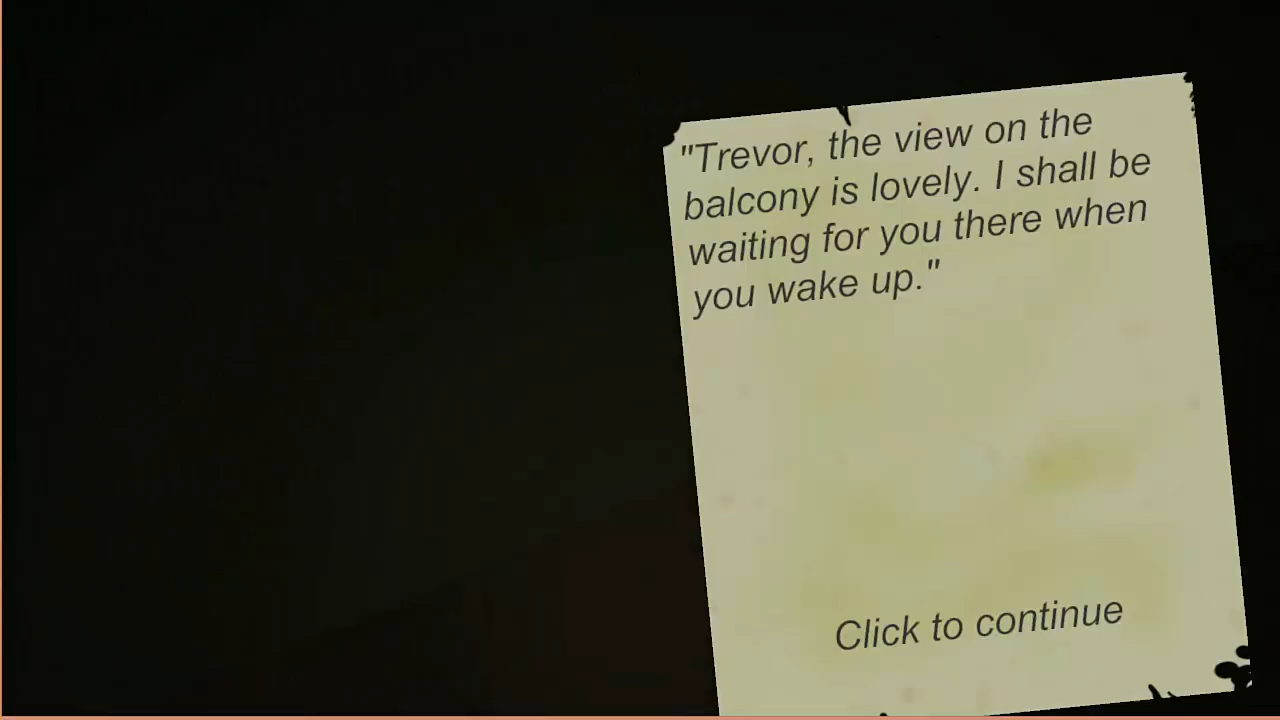 "Trevor, the view on the
balcony is lovely. I shall be
waiting for you there when
you wake up."
Click to continue